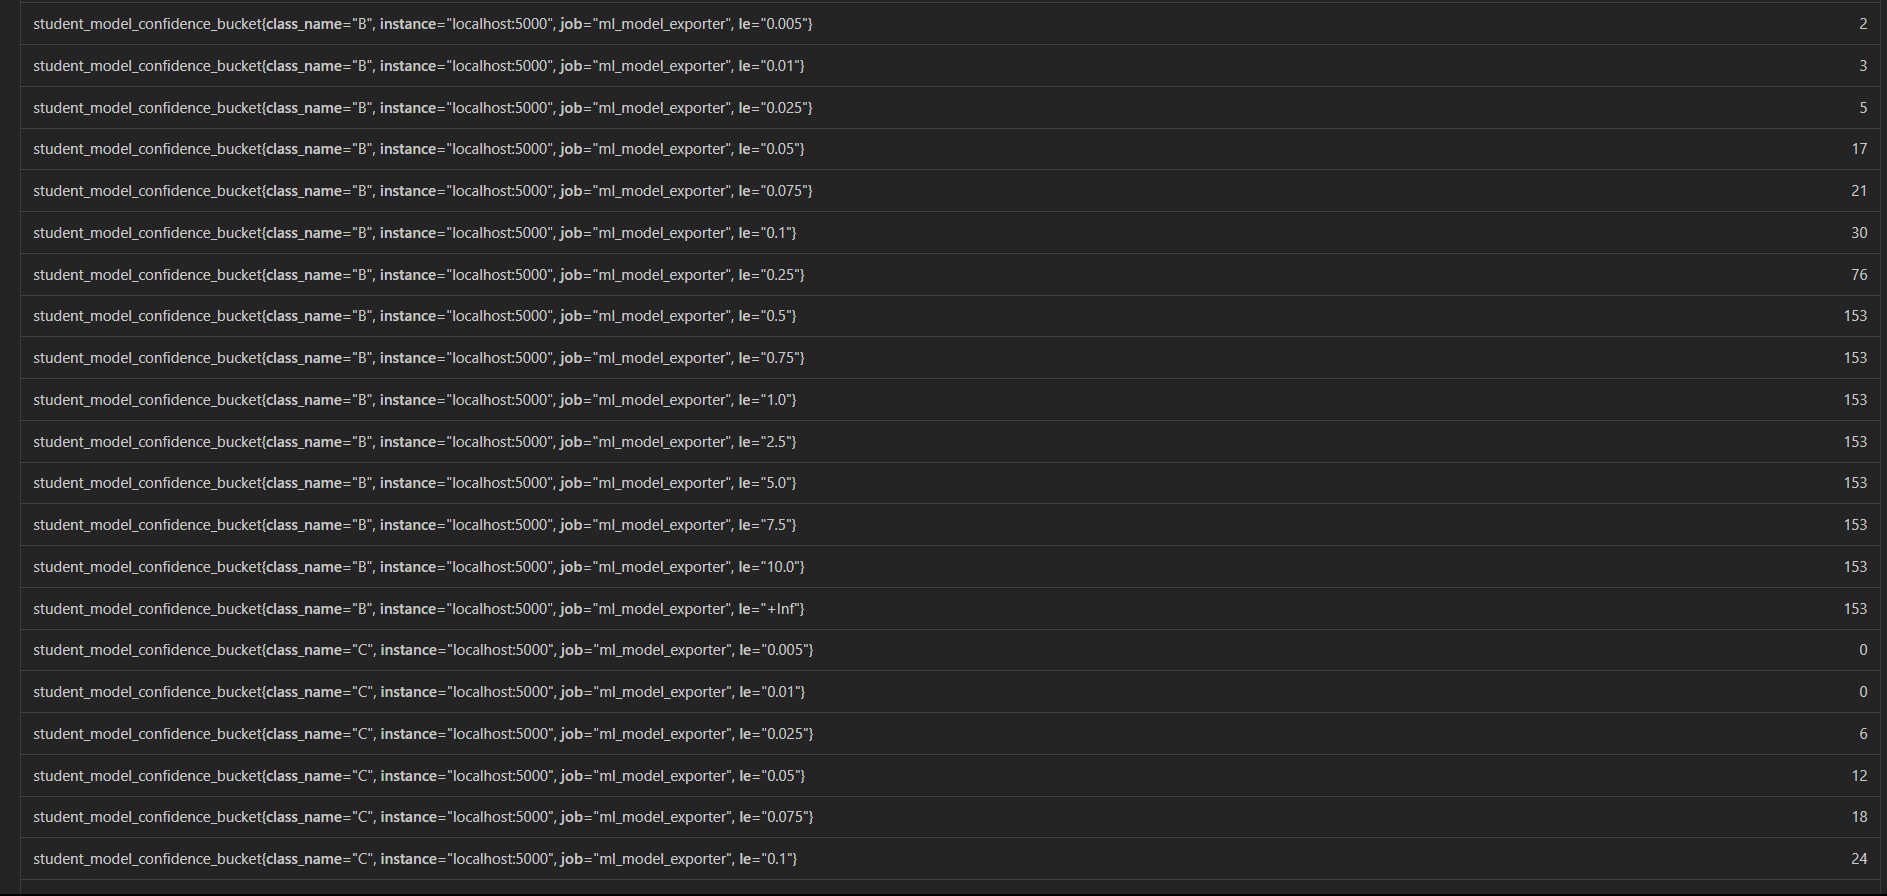 student_model_confidence_bucket{class_name="B", instance="localhost:5000", job="ml_model_exporter", le="0.005"} 2
student_model_confidence_bucket{class_name="B", instance="localhost:5000", job="ml_model_exporter", le="0.01"} 3
student_model_confidence_bucket{class_name="B", instance="localhost:5000", job="ml_model_exporter", le="0.025"} 5
student_model_confidence_bucket{class_name="B", instance="localhost:5000", job="ml_model_exporter", le="0.05"} 17
student_model_confidence_bucket{class_name="B", instance="localhost:5000", job="ml_model_exporter", le="0.075"} 21
student_model_confidence_bucket{class_name="B", instance="localhost:5000", job="ml_model_exporter", le="0.1"} 30
student_model_confidence_bucket{class_name="B", instance="localhost:5000", job="ml_model_exporter", le="0.25"} 76
student_model_confidence_bucket{class_name="B", instance="localhost:5000", job="ml_model_exporter", le="0.5"} 153
student_model_confidence_bucket{class_name="B", instance="localhost:5000", job="ml_model_exporter", le="0.75"} 153
student_model_confidence_bucket{class_name="B", instance="localhost:5000", job="ml_model_exporter", le="1.0"} 153
student_model_confidence_bucket{class_name="B", instance="localhost:5000", job="ml_model_exporter", le="2.5"} 153
student_model_confidence_bucket{class_name="B", instance="localhost:5000", job="ml_model_exporter", le="5.0"} 153
student_model_confidence_bucket{class_name="B", instance="localhost:5000", job="ml_model_exporter", le="7.5"} 153
student_model_confidence_bucket{class_name="B", instance="localhost:5000", job="ml_model_exporter", le="10.0"} 153
student_model_confidence_bucket{class_name="B", instance="localhost:5000", job="ml_model_exporter", le="+Inf"} 153
student_model_confidence_bucket{class_name="C", instance="localhost:5000", job="ml_model_exporter", le="0.005"} 0
student_model_confidence_bucket{class_name="C", instance="localhost:5000", job="ml_model_exporter", le="0.01"} 0
student_model_confidence_bucket{class_name="C", instance="localhost:5000", job="ml_model_exporter", le="0.025"} 6
student_model_confidence_bucket{class_name="C", instance="localhost:5000", job="ml_model_exporter", le="0.05"} 12
student_model_confidence_bucket{class_name="C", instance="localhost:5000", job="ml_model_exporter", le="0.075"} 18
student_model_confidence_bucket{class_name="C", instance="localhost:5000", job="ml_model_exporter", le="0.1"} 24